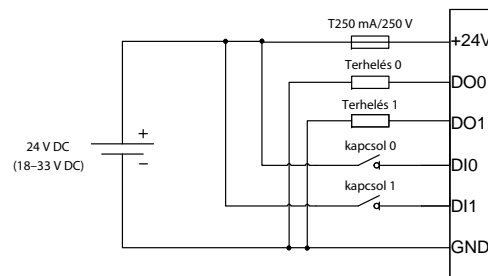 T250 mA/250 V
+24V
Terhelés 0
DO0
Terhelés 1
DO1
24 V DC
(18–33 V DC)
+
−
kapcsol 0
DI0
kapcsol 1
DI1
GND